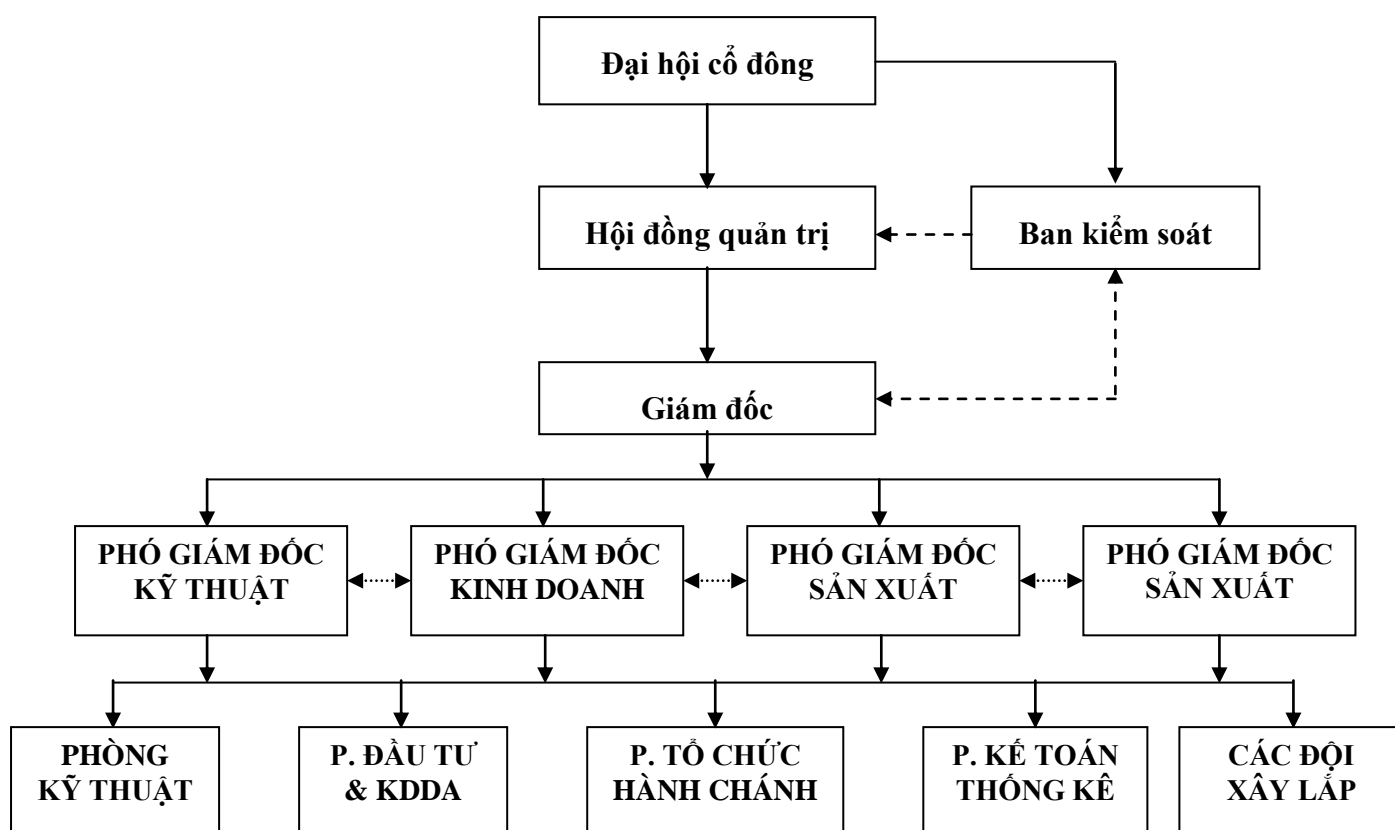 Đại hội cổ đông
Hội đồng quản trị
Ban kiểm soát
Giám đốc
PHÓ GIÁM ĐỐC
KỸ THUẬT
PHÓ GIÁM ĐỐC
KINH DOANH
PHÓ GIÁM ĐỐC
SẢN XUẤT
PHÓ GIÁM ĐỐC
SẢN XUẤT
PHÒNG
KỸ THUẬT
P. ĐẦU TƯ
& KDDA
P. TỔ CHỨC
HÀNH CHÁNH
P. KẾ TOÁN
THỐNG KÊ
CÁC ĐỘI
XÂY LẮP